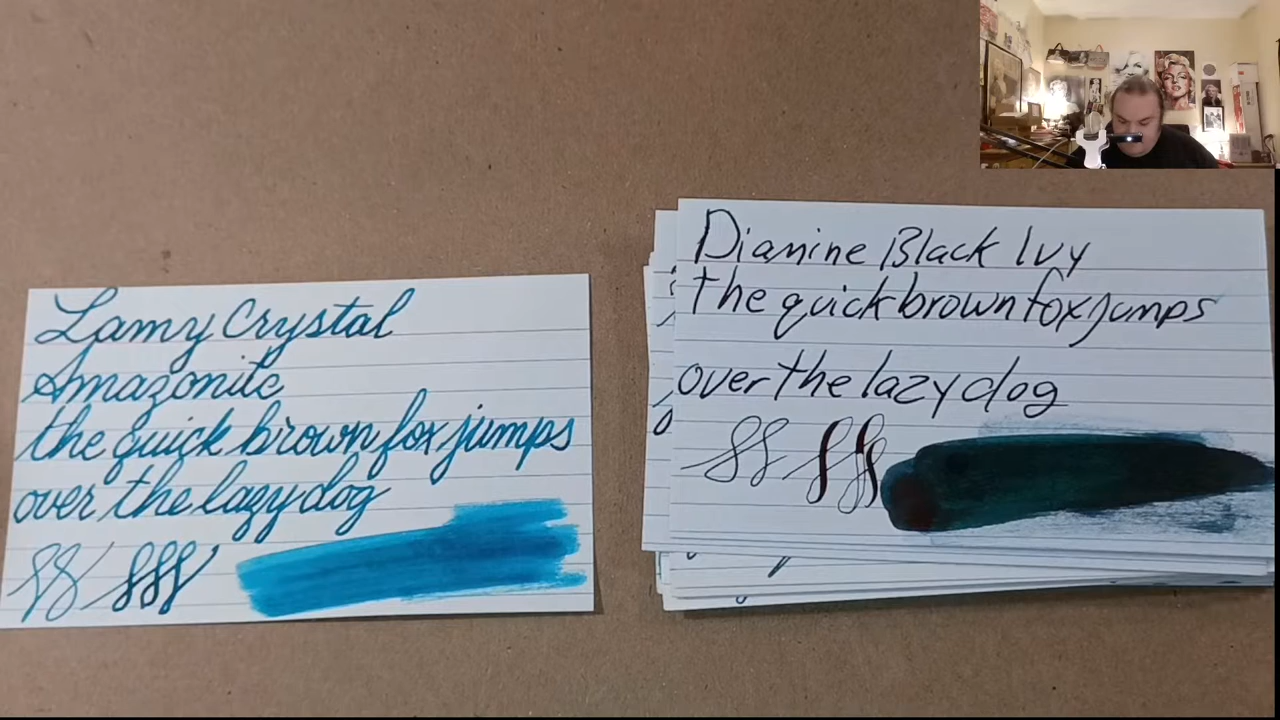 Lamy Crystal
Amazonite
the quick brown fox jumps
over the lazy dog
Diamine Black Ivy
the quick brown fox jumps
over the lazy dog